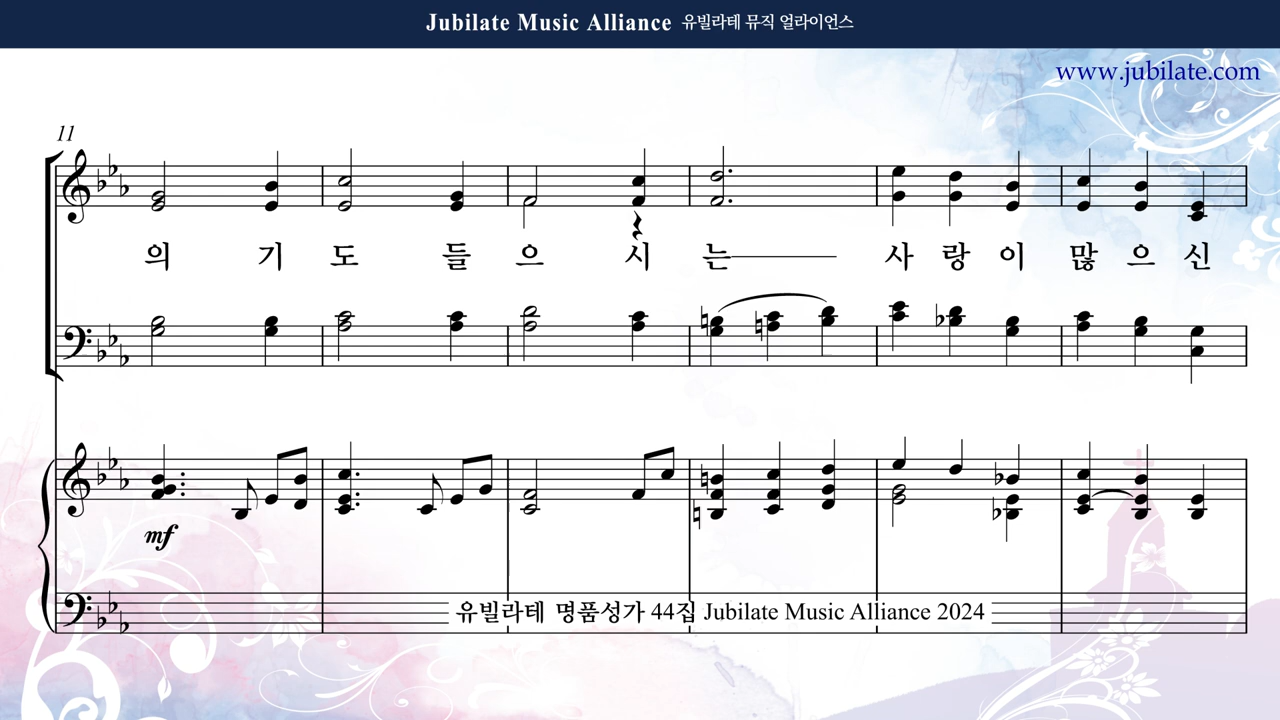 Jubilate Music Alliance 유빌라테 뮤직 얼라이언스
www.jubilate.com
11
의 기 도 들 으 시 는 사 랑 이 많 으 신
mf
유빌라테 명품성가 44집 Jubilate Music Alliance 2024